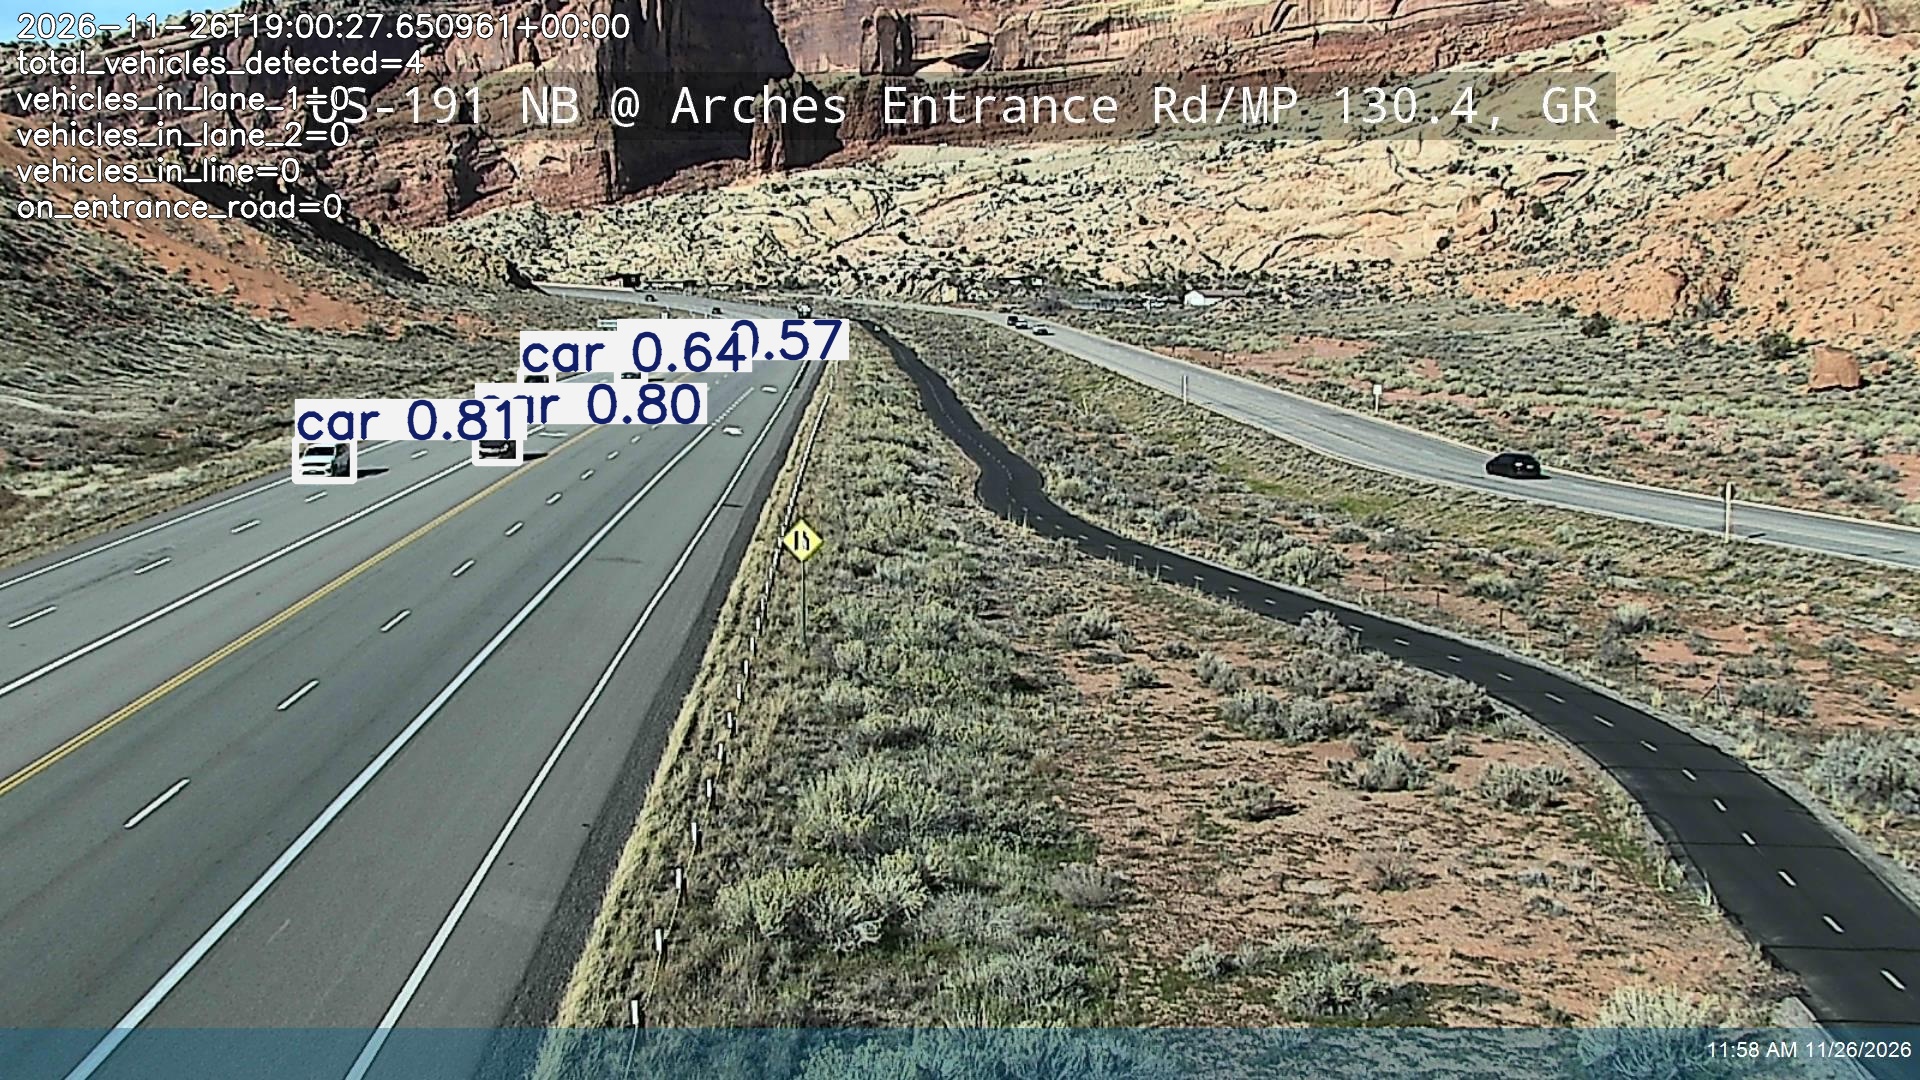 2026-11-26T19:00:27.650961+00:00
total_vehicles_detected=4
vehicles_in_lane_1=0
US-191 NB @ Arches Entrance Rd/MP 130.4, GR
vehicles_in_lane_2=0
vehicles_in_line=0
on_entrance_road=0
0.57
car 0.64
car 0.80
car 0.81
11:58 AM 11/26/2026